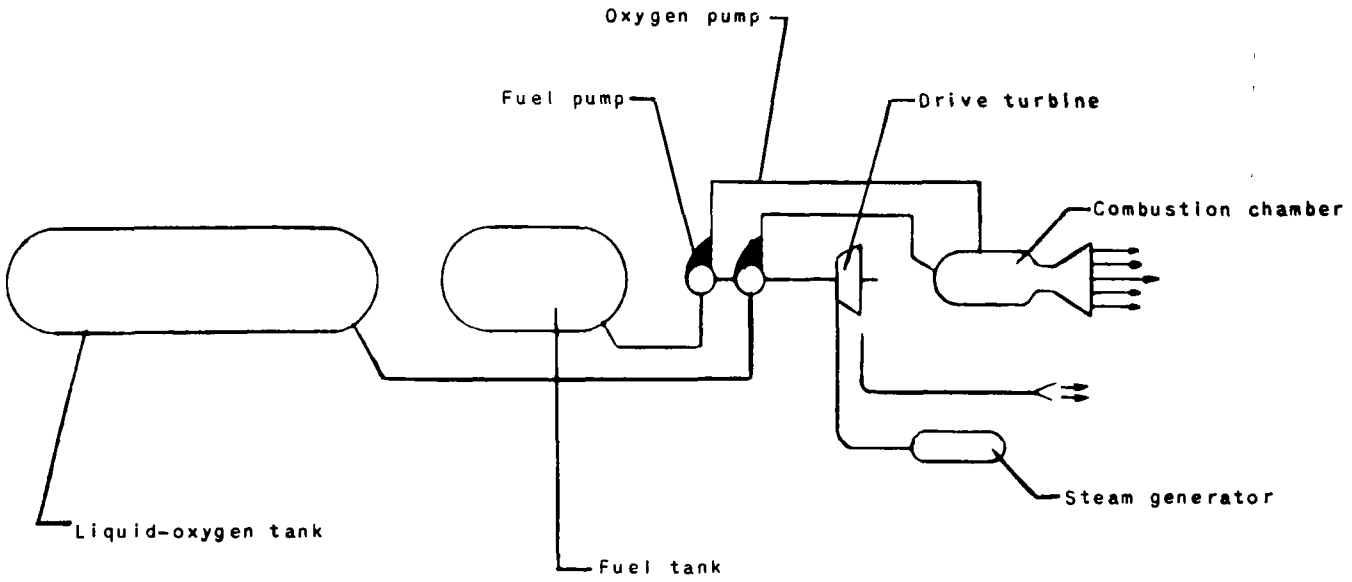 Oxygen pump
Fuel pump
Drive turbine
Combustion chamber
Steam generator
Liquid-oxygen tank
Fuel tank